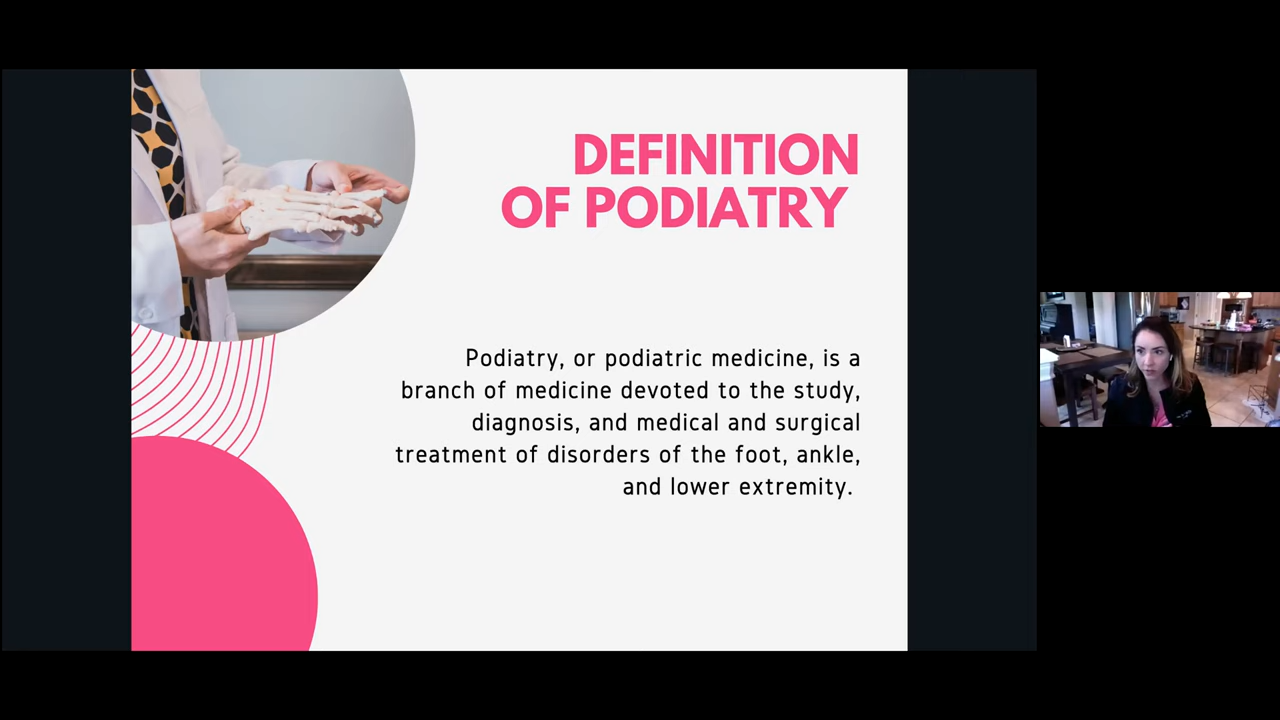 DEFINITION
OF PODIATRY
Podiatry, or podiatric medicine, is a
branch of medicine devoted to the study,
diagnosis, and medical and surgical
treatment of disorders of the foot, ankle,
and lower extremity.